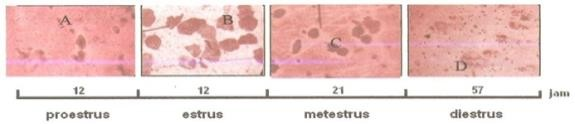 A B C D
12 12 21 57 jam
proestrus estrus metestrus diestrus